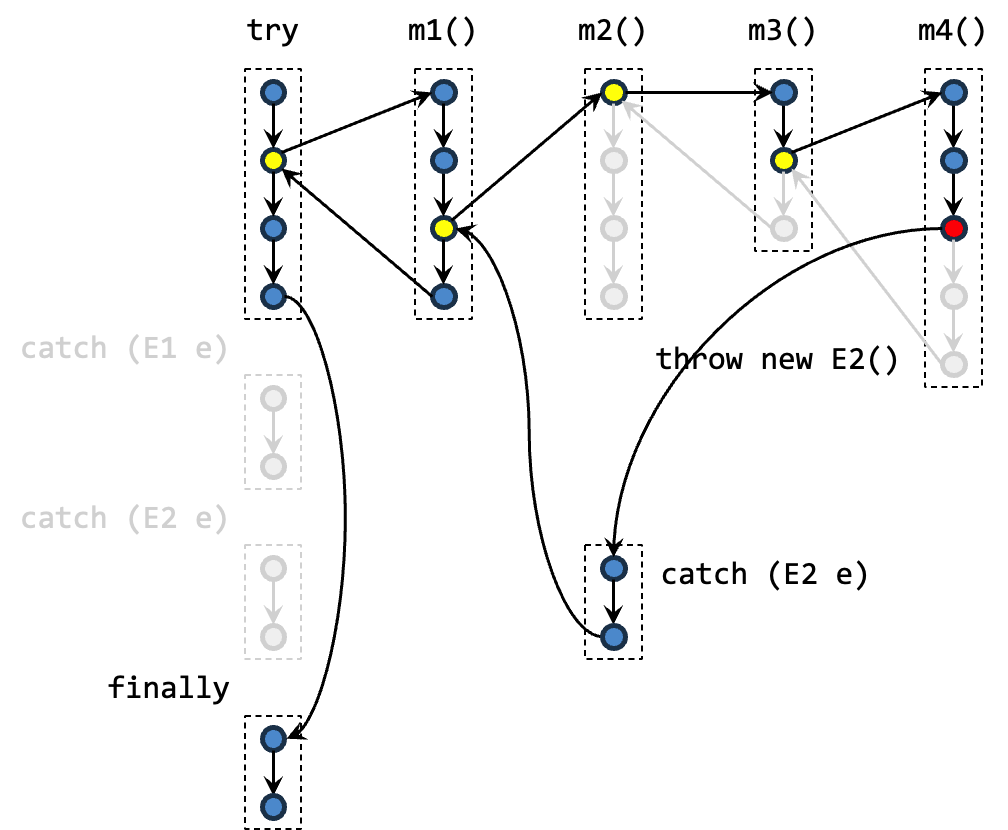 try m1() m2() m3() m4()
catch (E1 e)
throw new E2()
catch (E2 e)
catch (E2 e)
finally